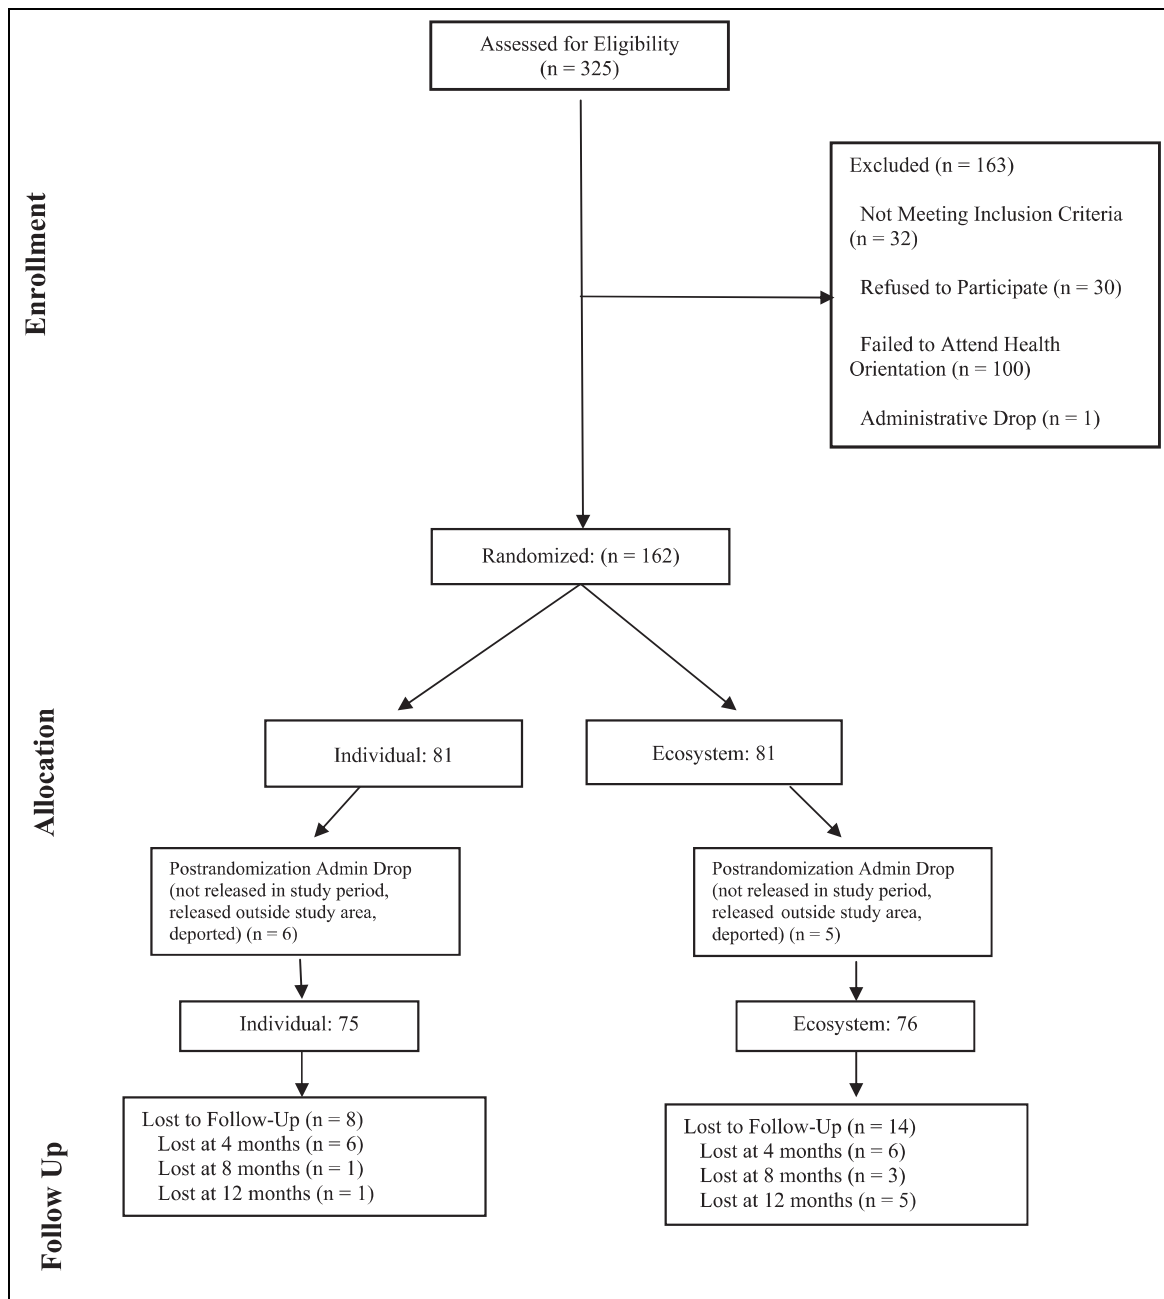 Assessed for Eligibility
(n = 325)
Enrollment
Excluded (n = 163)
Not Meeting Inclusion Criteria
(n = 32)
Refused to Participate (n = 30)
Failed to Attend Health
Orientation (n = 100)
Administrative Drop (n = 1)
Randomized: (n = 162)
Allocation
Individual: 81
Ecosystem: 81
Postrandomization Admin Drop
(not released in study period,
released outside study area,
deported) (n = 6)
Postrandomization Admin Drop
(not released in study period,
released outside study area,
deported) (n = 5)
Individual: 75
Ecosystem: 76
Follow Up
Lost to Follow-Up (n = 8)
Lost at 4 months (n = 6)
Lost at 8 months (n = 1)
Lost at 12 months (n = 1)
Lost to Follow-Up (n = 14)
Lost at 4 months (n = 6)
Lost at 8 months (n = 3)
Lost at 12 months (n = 5)